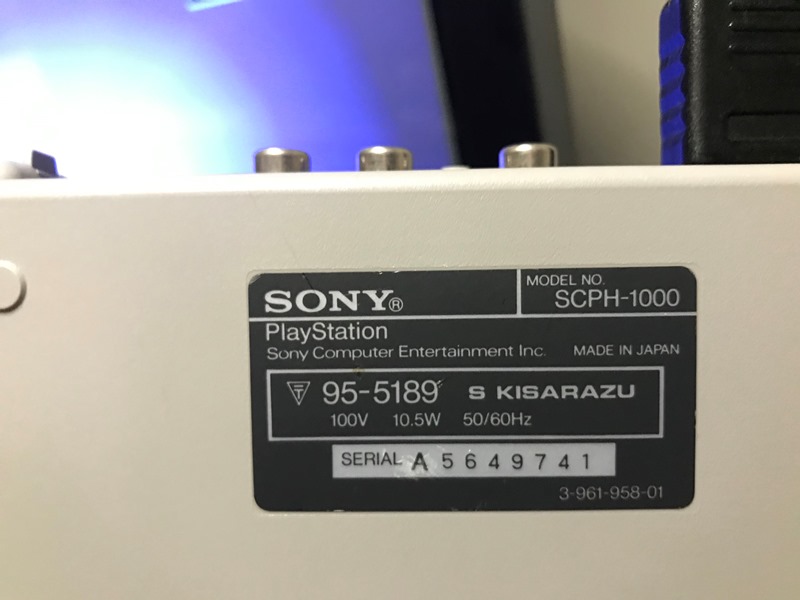 SONY®
MODEL NO.
SCPH-1000
PlayStation
Sony Computer Entertainment Inc. MADE IN JAPAN
T 95-5189 S KISARAZU
100V 10.5W 50/60Hz
SERIAL A 5649741
3-961-958-01